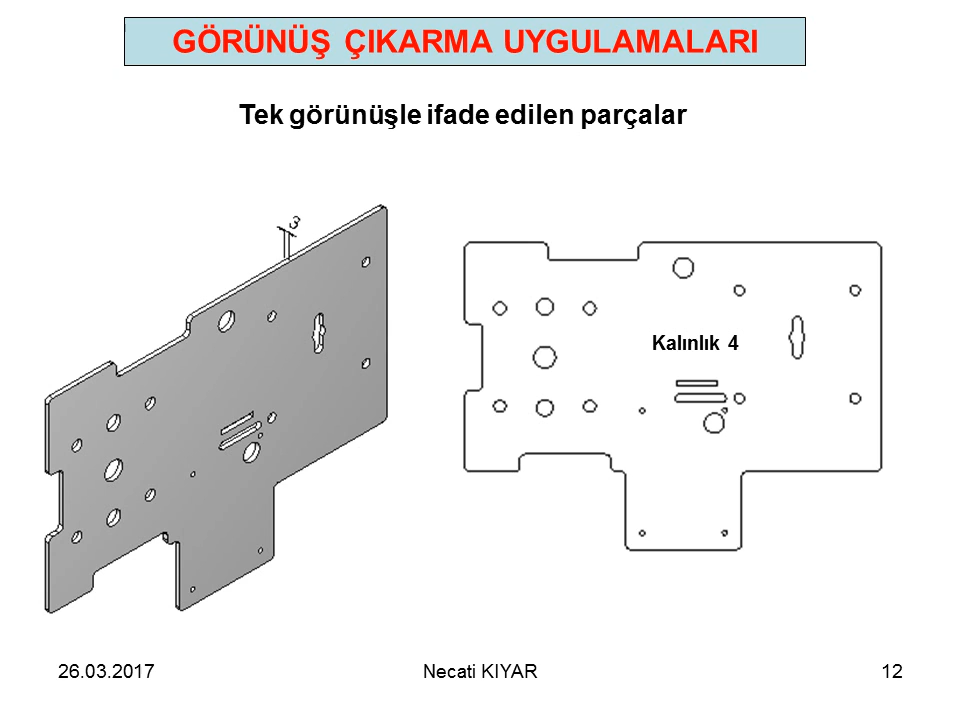 GÖRÜNÜŞ ÇIKARMA UYGULAMALARI
Tek görünüşle ifade edilen parçalar
3
Kalınlık 4
26.03.2017
Necati KIYAR
12